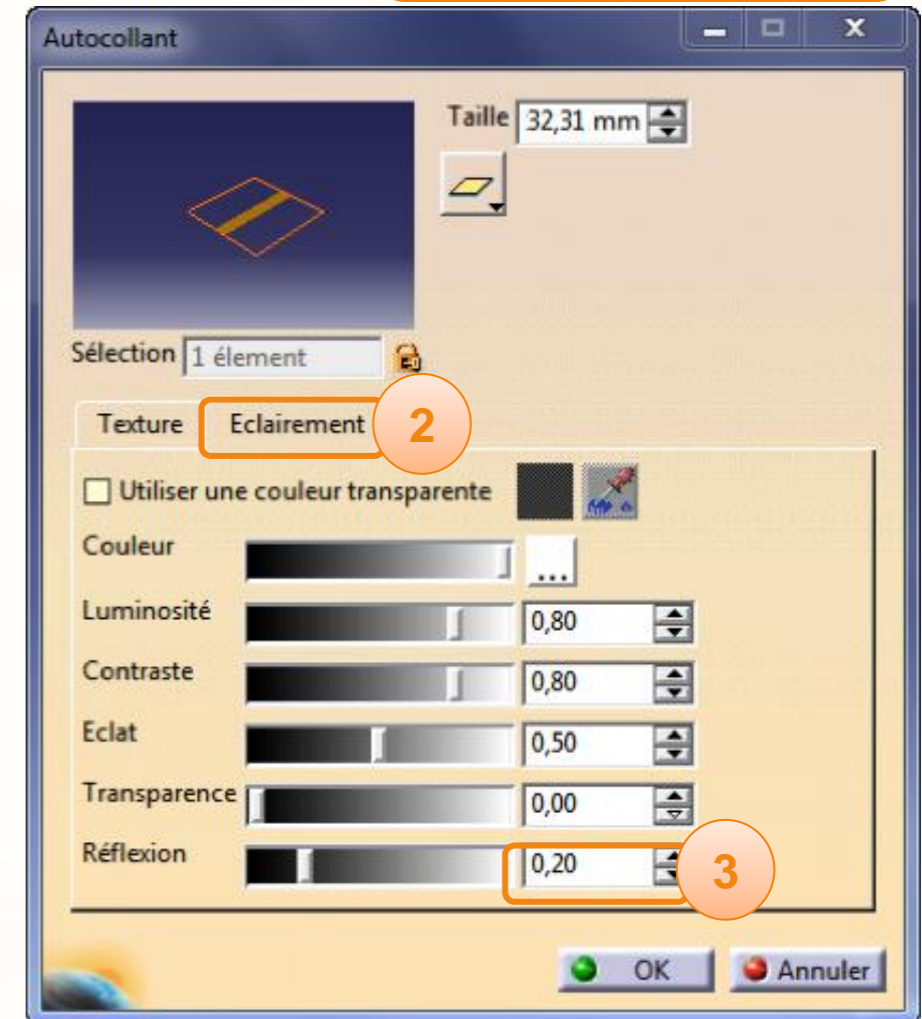 Autocollant
Taille 32,31 mm
Sélection 1 élement
Texture Eclairement 2
Utiliser une couleur transparente
Couleur ...
Luminosité 0,80
Contraste 0,80
Eclat 0,50
Transparence 0,00
Réflexion 0,20 3
OK Annuler